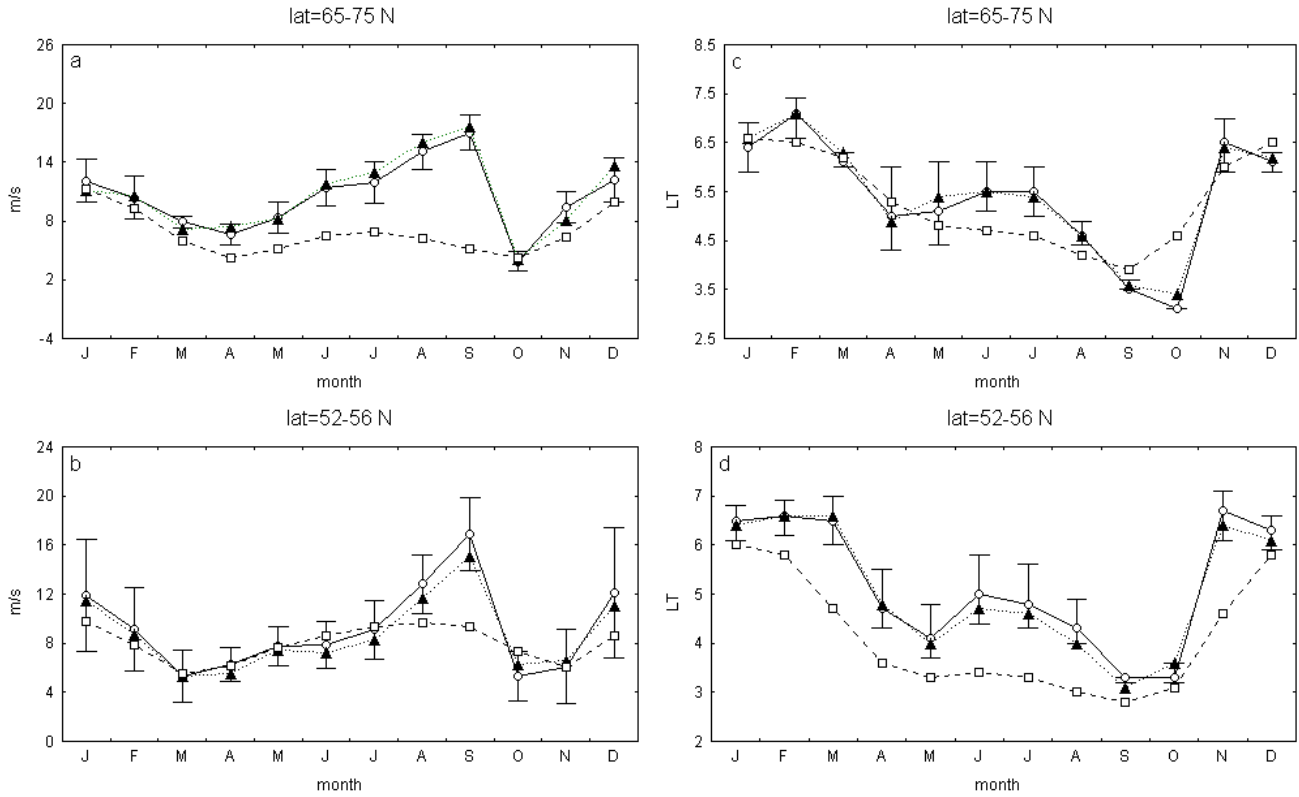 lat=65-75 N
a
26
20
14
8
2
-4
m/s
J F M A M J J A S O N D
month
lat=65-75 N
c
8.5
7.5
6.5
5.5
4.5
3.5
2.5
LT
J F M A M J J A S O N D
month
lat=52-56 N
b
24
20
16
12
8
4
0
m/s
J F M A M J J A S O N D
month
lat=52-56 N
d
8
7
6
5
4
3
2
LT
J F M A M J J A S O N D
month